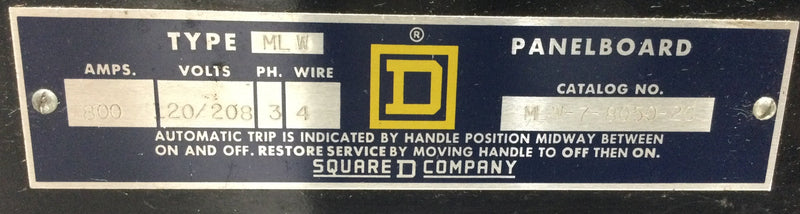 TYPE MLW ® PANELBOARD
AMPS. VOLTS PH. WIRE
CATALOG NO.
800 120/208 3 4 D
AUTOMATIC TRIP IS INDICATED BY HANDLE POSITION MIDWAY BETWEEN
ON AND OFF. RESTORE SERVICE BY MOVING HANDLE TO OFF THEN ON.
SQUARE D COMPANY